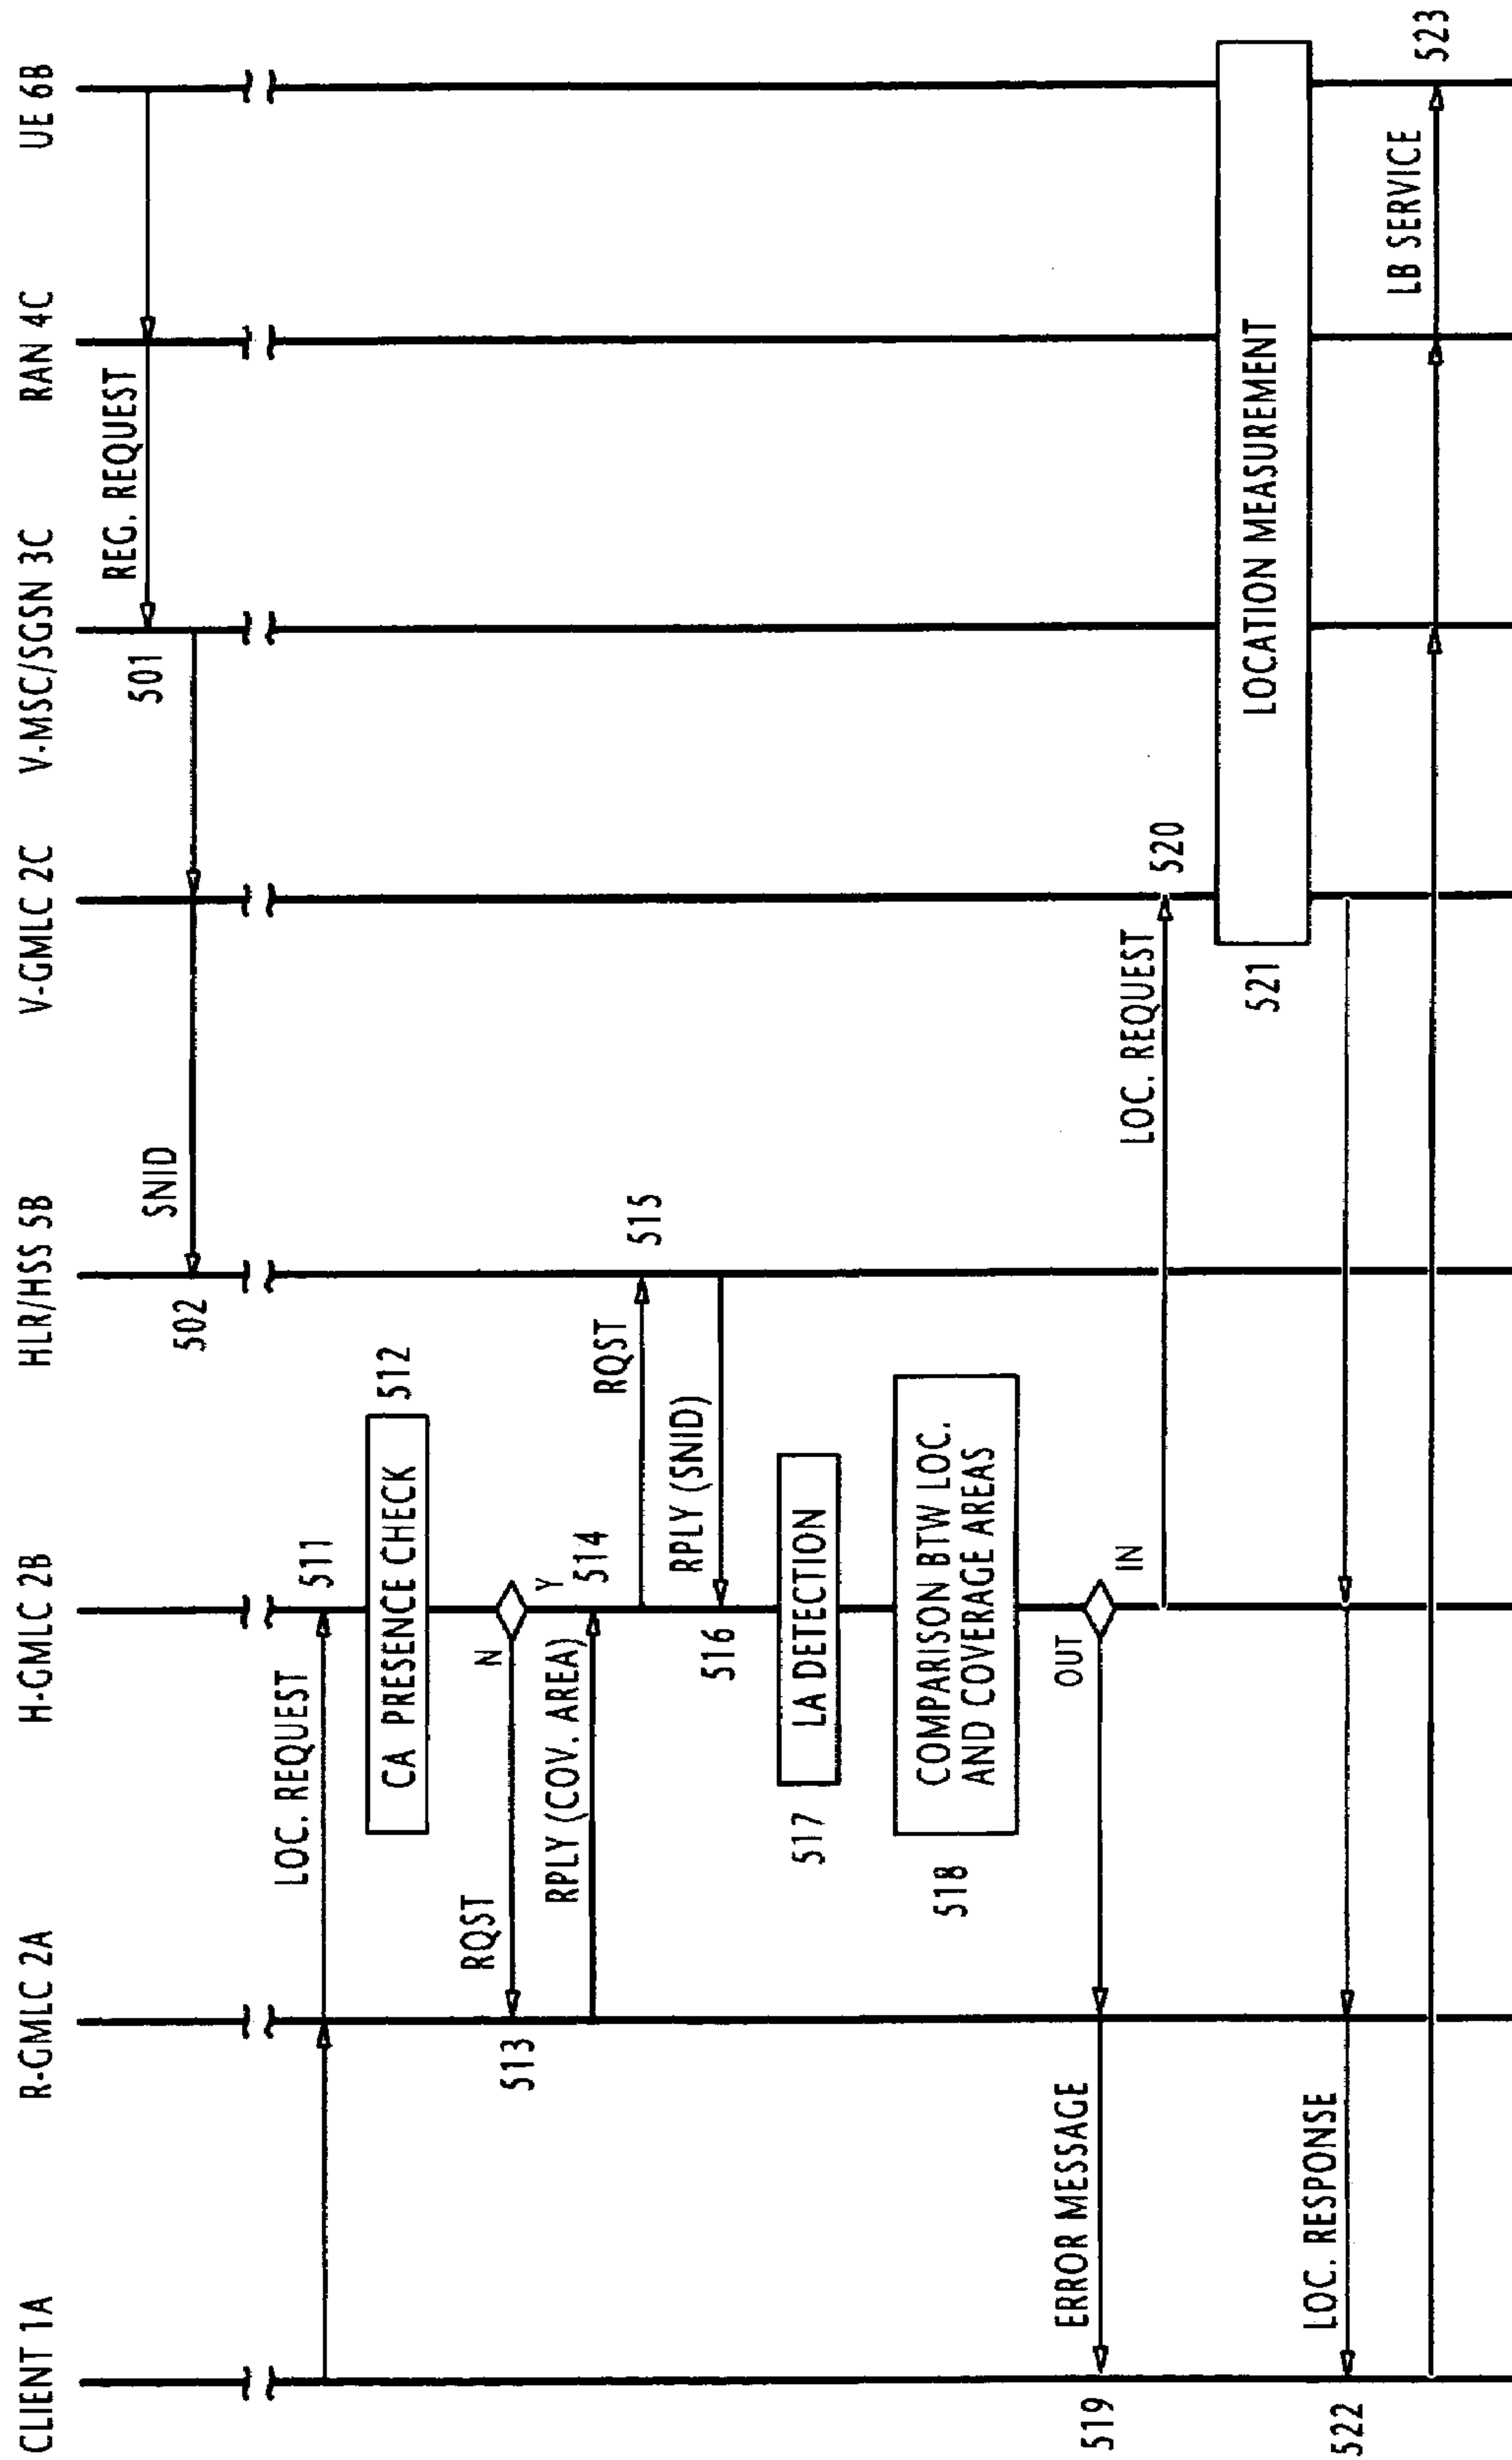 CLIENT 1A
R-GMLC 2A
H-GMLC 2B
HLR/HSS 5B
V-GMLC 2C
V-MSC/SGSN 3C
RAN 4C
UE 6B
REG. REQUEST
501
SNID
502
LOC. REQUEST
511
CA PRESENCE CHECK
512
N
Y
RQST
513
RPLY (COV. AREA)
514
RQST
515
RPLY (SNID)
516
LA DETECTION
517
COMPARISON BTW LOC.
AND COVERAGE AREAS
518
OUT
IN
ERROR MESSAGE
519
LOC. REQUEST
520
LOCATION MEASUREMENT
521
LOC. RESPONSE
522
LB SERVICE
523